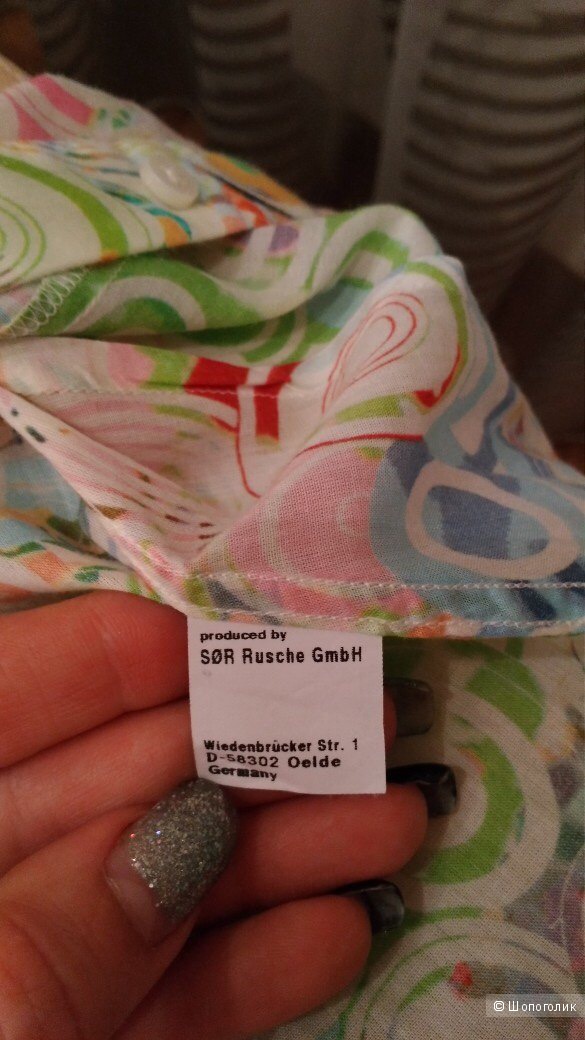 produced by
SØR Rusche GmbH
Wiedenbrücker Str. 1
D-58302 Oelde
Germany
© Шопоголик